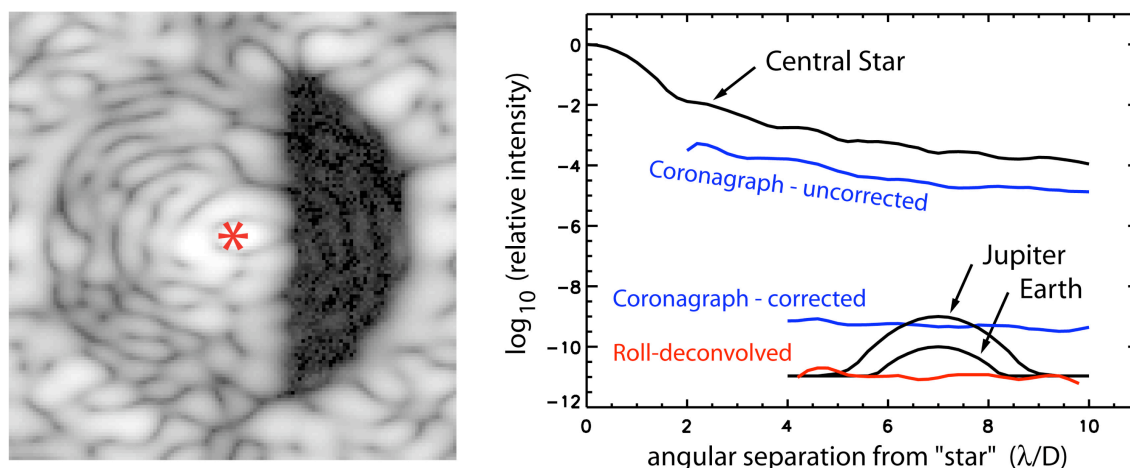 *
0
-2
-4
-6
-8
-10
-12
log10 (relative intensity)
Central Star
Coronagraph - uncorrected
Jupiter
Earth
Coronagraph - corrected
Roll-deconvolved
0 2 4 6 8 10
angular separation from "star" (λ/D)